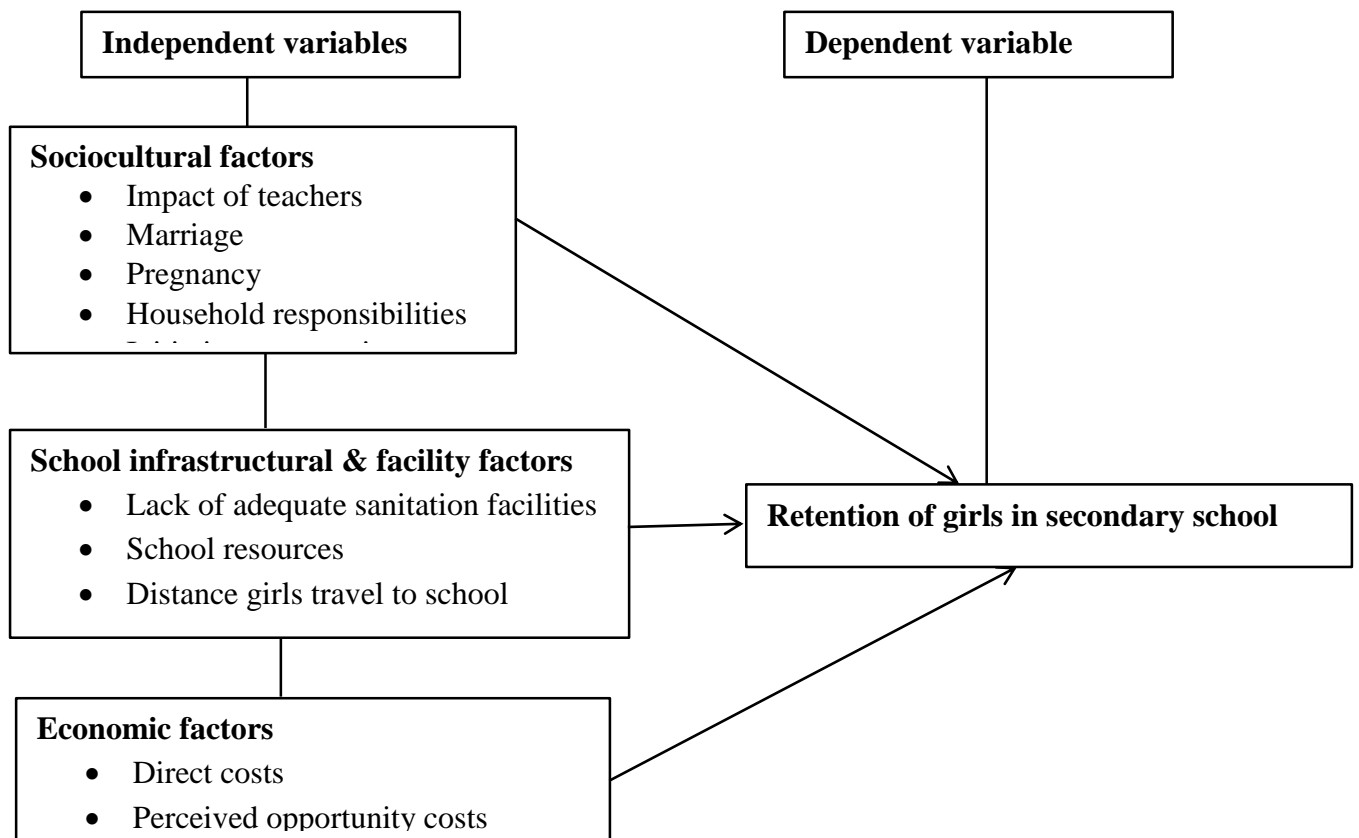 Independent variables
Dependent variable
Sociocultural factors
• Impact of teachers
• Marriage
• Pregnancy
• Household responsibilities
School infrastructural & facility factors
• Lack of adequate sanitation facilities
• School resources
• Distance girls travel to school
Retention of girls in secondary school
Economic factors
• Direct costs
• Perceived opportunity costs